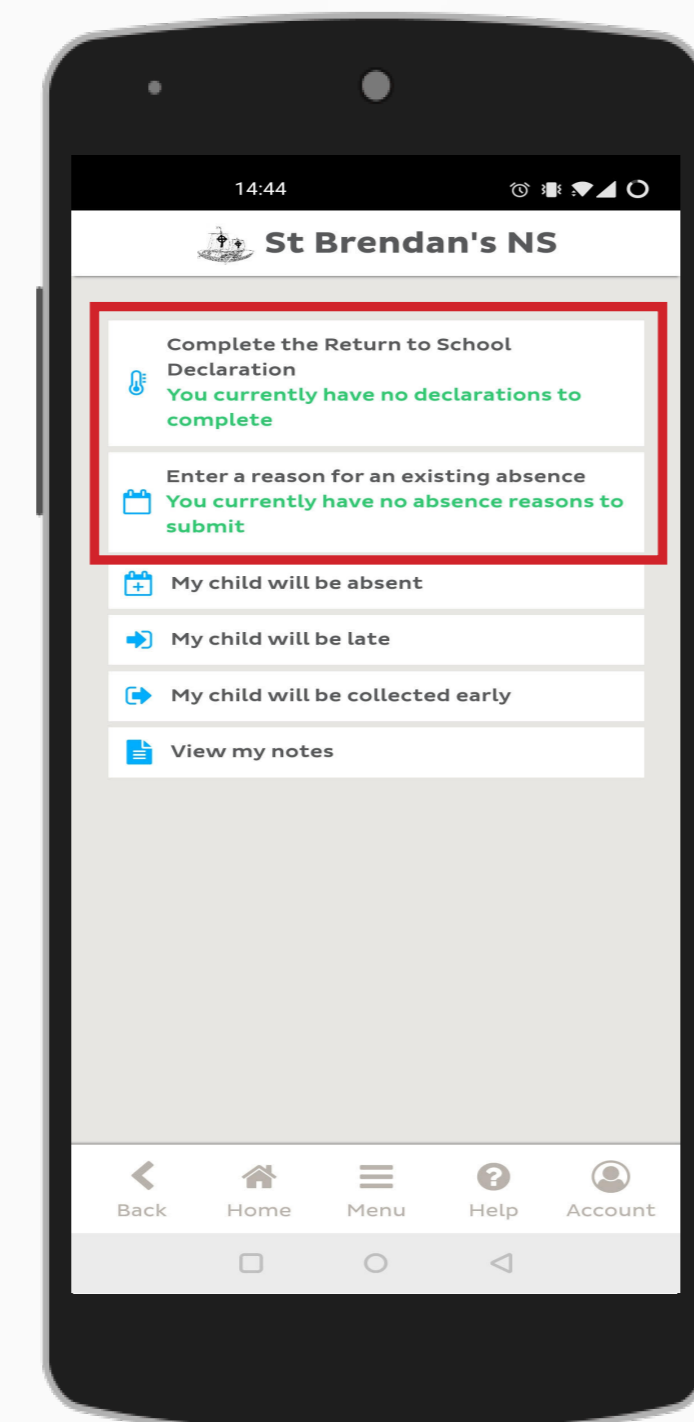 14:44
St Brendan's NS
Complete the Return to School
Declaration
You currently have no declarations to
complete
Enter a reason for an existing absence
You currently have no absence reasons to
submit
My child will be absent
My child will be late
My child will be collected early
View my notes
Back Home Menu Help Account